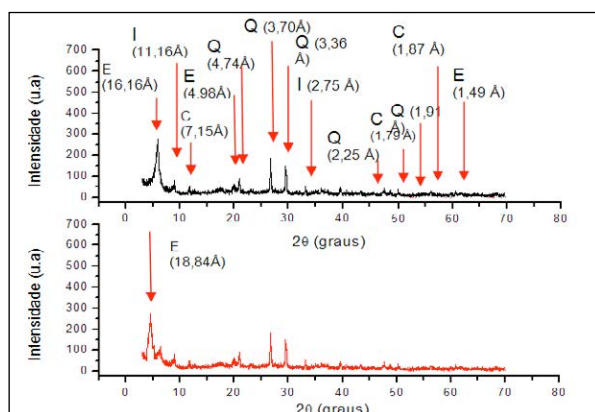 C
(1,87 Å)
Q (3,70Å)
Q
(3,36
Å)
I
(11,16Å)
Q
(4,74Å)
E
(16,16Å)
E
(4.98Å)
I (2,75 Å)
E
(1,49 Å)
C
(7,15Å)
C
(1,79Å)
Q (1,91
Å)
Q
(2,25 Å)
Intensidade (u.a)
700
600
500
400
300
200
100
0
0 10 20 30 40 50 60 70 80
2θ (graus)
E
(18,84Å)
Intensidade (u.a)
700
600
500
400
300
200
100
0
0 10 20 30 40 50 60 70 80
2θ (graus)